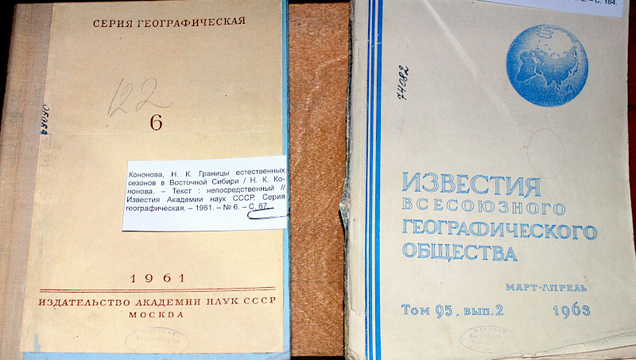 СЕРИЯ ГЕОГРАФИЧЕСКАЯ
122
6
Кононова, Н. К. Границы естественных
сезонов в Восточной Сибири / Н. К. Ко-
нонова. – Текст : непосредственный //
Известия Академии наук СССР. Серия
географическая. – 1961. – № 6. – С. 67.
1961
ИЗДАТЕЛЬСТВО АКАДЕМИИ НАУК СССР
МОСКВА
С. 184.
74082
ИЗВЕСТИЯ
ВСЕСОЮЗНОГО
ГЕОГРАФИЧЕСКОГО
ОБЩЕСТВА
МАРТ-АПРЕЛЬ
Том 95, вып. 2 1963